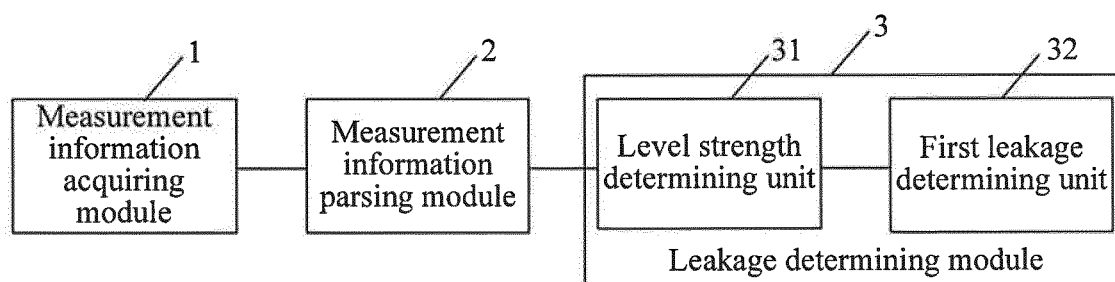 1
2
31
3
32
Measurement
information
acquiring
module
Measurement
information
parsing module
Level strength
determining unit
First leakage
determining unit
Leakage determining module